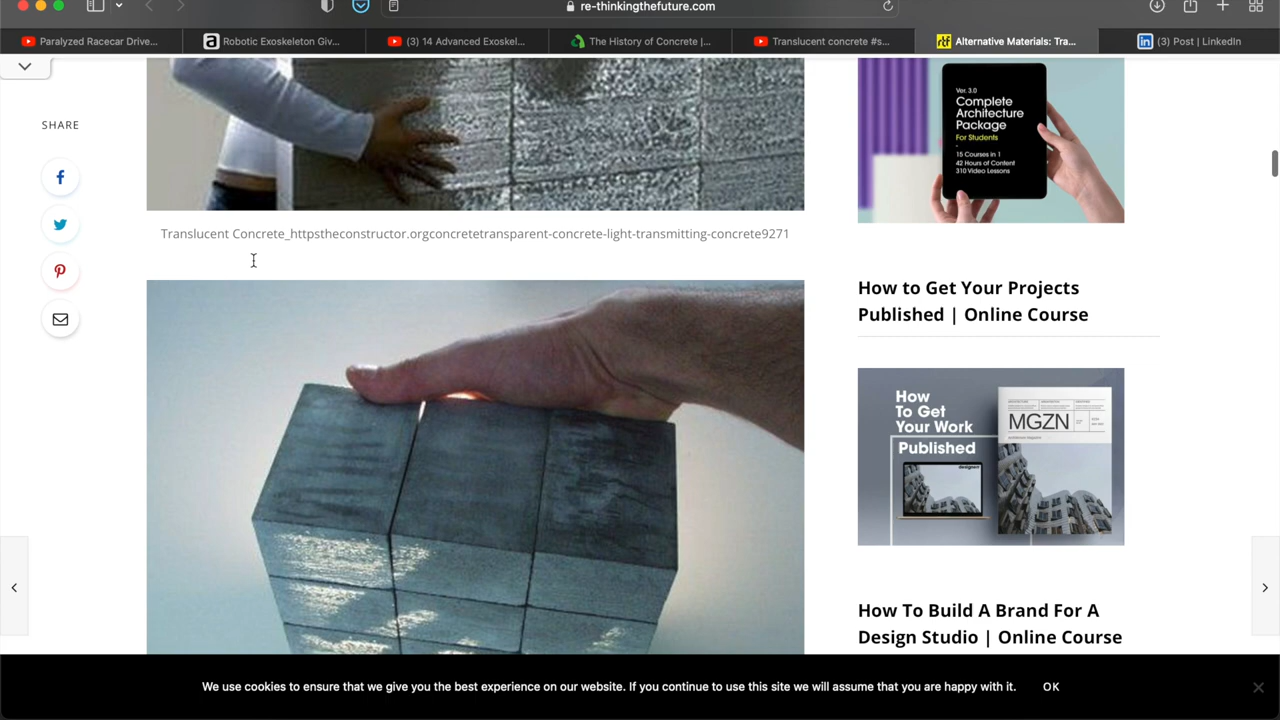 re-thinkingthefuture.com
Paralyzed Racecar Drive...
Robotic Exoskeleton Giv...
(3) 14 Advanced Exoskel...
The History of Concrete |...
Translucent concrete #s...
rtf
Alternative Materials: Tra...
(3) Post | LinkedIn
SHARE
Translucent Concrete_httpstheconstructor.orgconcretetransparent-concrete-light-transmitting-concrete9271
Ver. 3.0
Complete
Architecture
Package
For Students
15 Courses in 1
42 Hours of Content
310 Video Lessons
How to Get Your Projects
Published | Online Course
How
To Get
Your Work
Published
MGZN
How To Build A Brand For A
Design Studio | Online Course
We use cookies to ensure that we give you the best experience on our website. If you continue to use this site we will assume that you are happy with it.
OK